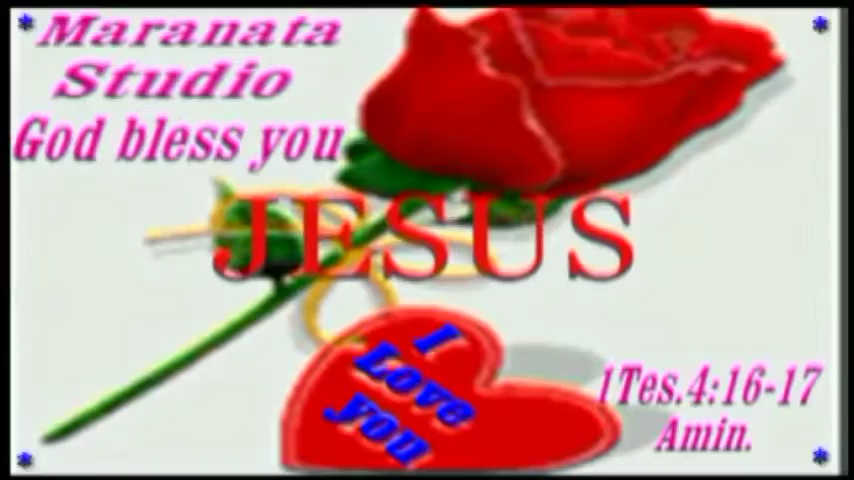 Maranata
Studio
God bless you
JESUS
I
Love
you
1Tes.4:16-17
Amin.